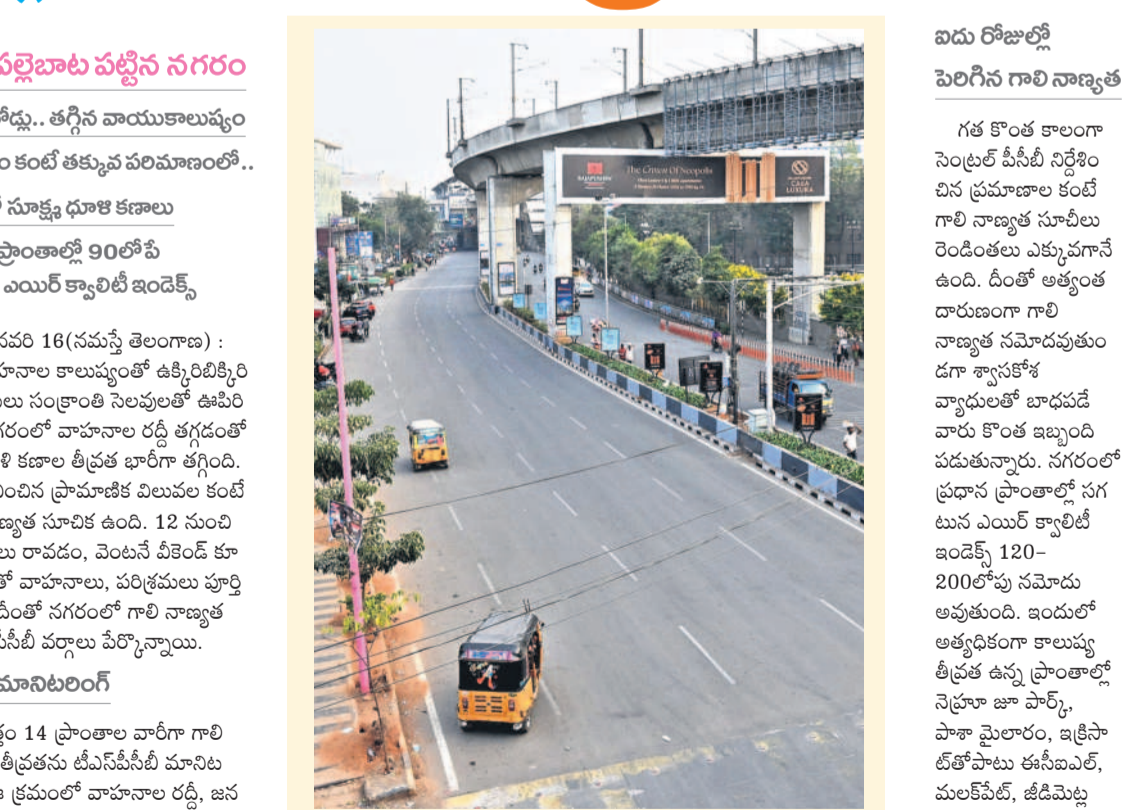 పల్లెబాట పట్టిన నగరం
తగ్గిన వాయుకాలుష్యం
కంటే తక్కువ పరిమాణంలో..
సూక్ష్మ ధూళి కణాలు
ప్రాంతాల్లో 90లోపే
ఎయిర్ క్వాలిటీ ఇండెక్స్
16(నమస్తే తెలంగాణ) :
కాలుష్యంతో ఉక్కిరిబిక్కిరి
సంక్రాంతి సెలవులతో ఊపిరి
వాహనాల రద్దీ తగ్గడంతో
కణాల తీవ్రత భారీగా తగ్గింది.
ప్రామాణిక విలువల కంటే
సూచిక ఉంది. 12 నుంచి
రావడం, వెంటనే వీకెండ్ కూ
వాహనాలు, పరిశ్రమలు పూర్తి
దీంతో నగరంలో గాలి నాణ్యత
వర్గాలు పేర్కొన్నాయి.
మానిటరింగ్
14 ప్రాంతాల వారీగా గాలి
తీవ్రతను టీఎస్‌పీసీబీ మానిట
క్రమంలో వాహనాల రద్దీ, జన
The Crown Of Neopolis
CASA
LUXURA
ఐదు రోజుల్లో
పెరిగిన గాలి నాణ్యత
గత కొంత కాలంగా
సెంట్రల్ పీసీబీ నిర్దేశిం
చిన ప్రమాణాల కంటే
గాలి నాణ్యత సూచీలు
రెండింతలు ఎక్కువగానే
ఉంది. దీంతో అత్యంత
దారుణంగా గాలి
నాణ్యత నమోదవుతుం
డగా శ్వాసకోశ
వ్యాధులతో బాధపడే
వారు కొంత ఇబ్బంది
పడుతున్నారు. నగరంలో
ప్రధాన ప్రాంతాల్లో సగ
టున ఎయిర్ క్వాలిటీ
ఇండెక్స్ 120–
200లోపు నమోదు
అవుతుంది. ఇందులో
అత్యధికంగా కాలుష్య
తీవ్రత ఉన్న ప్రాంతాల్లో
నెహ్రూ జూ పార్క్,
పాశా మైలారం, ఇక్రిసా
ట్‌తోపాటు ఈసీఐఎల్,
మలక్‌పేట్, జీడిమెట్ల